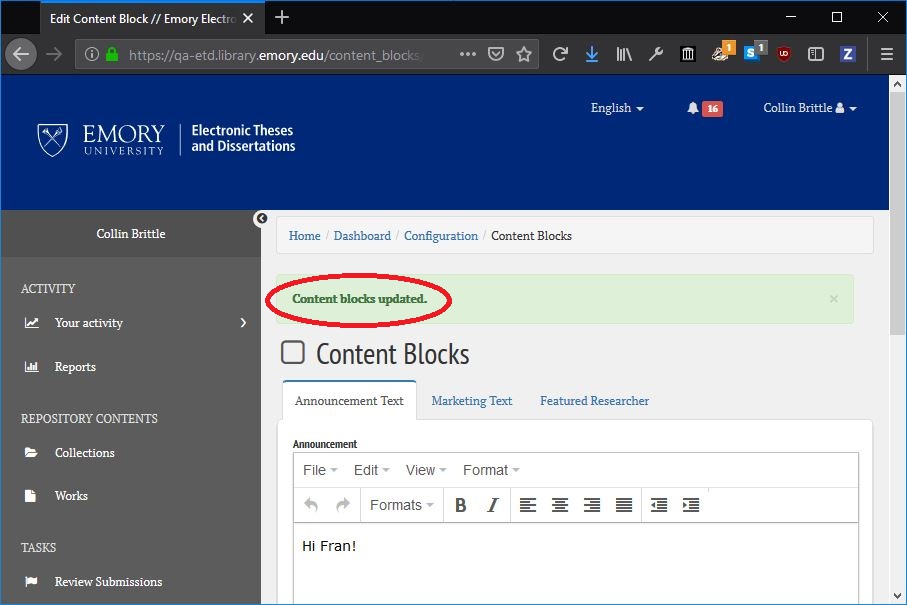 Edit Content Block // Emory Electro
https://qa-etd.library.emory.edu/content_blocks/
1
1
S
UD
Z
English
16
Collin Brittle
EMORY
UNIVERSITY
Electronic Theses
and Dissertations
Collin Brittle
Home / Dashboard / Configuration / Content Blocks
ACTIVITY
Content blocks updated.
×
Your activity
Content Blocks
Reports
Announcement Text
Marketing Text
Featured Researcher
REPOSITORY CONTENTS
Announcement
Collections
File
Edit
View
Format
Works
Formats
B
I
TASKS
Hi Fran!
Review Submissions